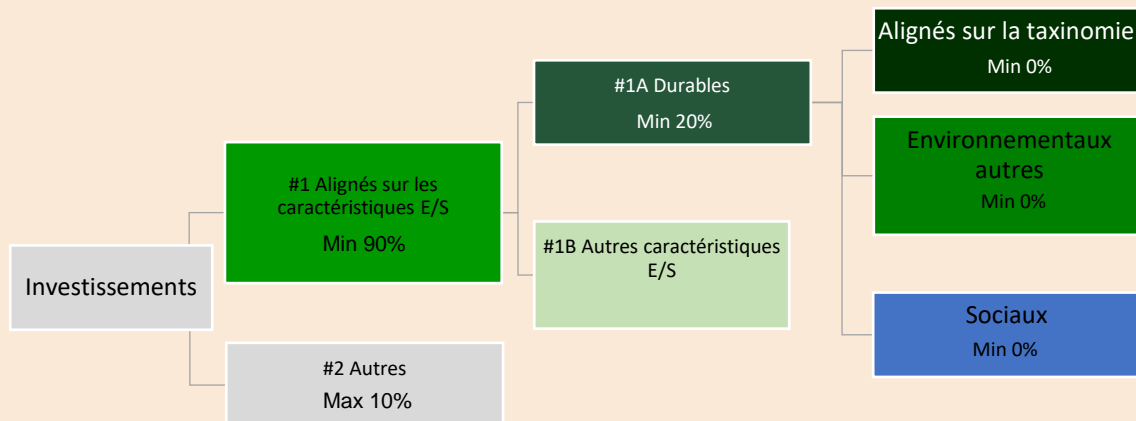 Investissements
#1 Alignés sur les
caractéristiques E/S
Min 90%
#2 Autres
Max 10%
#1A Durables
Min 20%
#1B Autres caractéristiques
E/S
Alignés sur la taxinomie
Min 0%
Environnementaux
autres
Min 0%
Sociaux
Min 0%